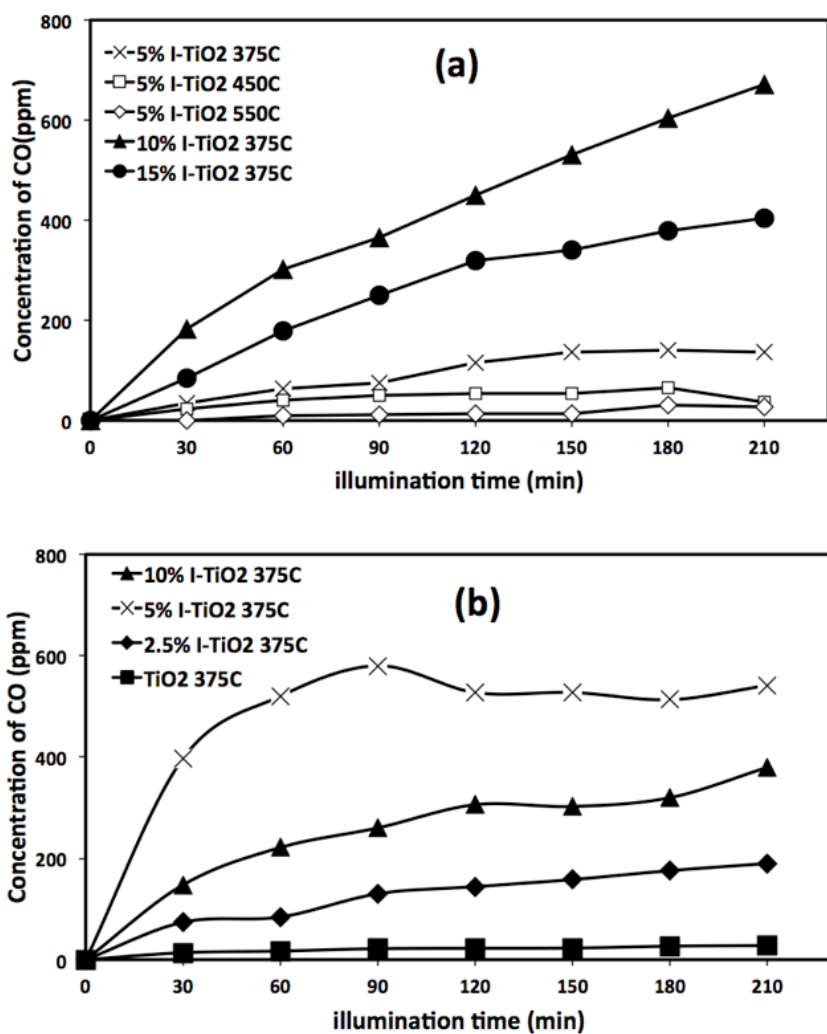 800
5% I-TiO2 375C
(a)
5% I-TiO2 450C
5% I-TiO2 550C
600
10% I-TiO2 375C
15% I-TiO2 375C
400
200
0
Concentration of CO(ppm)
0 30 60 90 120 150 180 210
illumination time (min)
800
10% I-TiO2 375C
(b)
5% I-TiO2 375C
600
2.5% I-TiO2 375C
TiO2 375C
400
200
0
Concentration of CO (ppm)
0 30 60 90 120 150 180 210
illumination time (min)